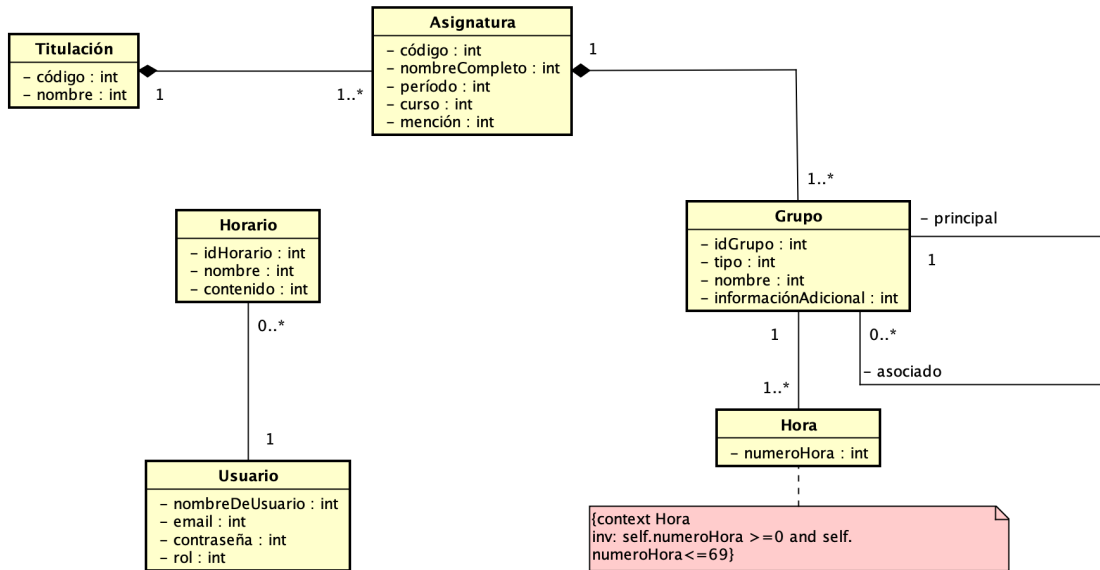 Titulación
– código : int
– nombre : int
1
1..*
Asignatura
– código : int
– nombreCompleto : int
– período : int
– curso : int
– mención : int
1
1..*
Horario
– idHorario : int
– nombre : int
– contenido : int
0..*
1
Usuario
– nombreDeUsuario : int
– email : int
– contraseña : int
– rol : int
Grupo
– idGrupo : int
– tipo : int
– nombre : int
– informaciónAdicional : int
– principal
1
1
0..*
– asociado
1..*
Hora
– numeroHora : int
{context Hora
inv: self.numeroHora >=0 and self.
numeroHora<=69}